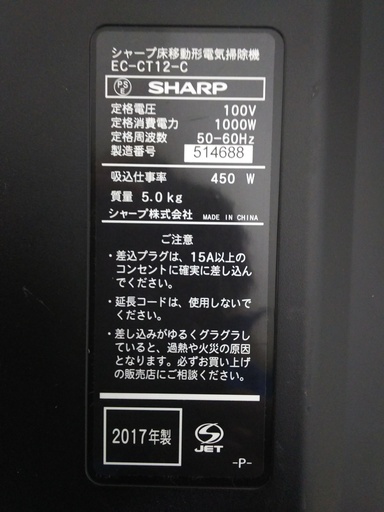 シャープ床移動形電気掃除機
EC-CT12-C
PS E SHARP
定格電圧 100V
定格消費電力 1000W
定格周波数 50-60Hz
製造番号 514688
吸込仕事率 450 W
質量 5.0kg
シャープ株式会社 MADE IN CHINA
ご注意
・差込プラグは、15A以上の
コンセントに確実に差し込ん
でください。
・延長コードは、使用しないで
ください。
・差し込みがゆるくグラグラ
していると、過熱や火災の原因
となります。必ずお買い上げ
の販売店にご相談ください。
2017年製
JET
-P-